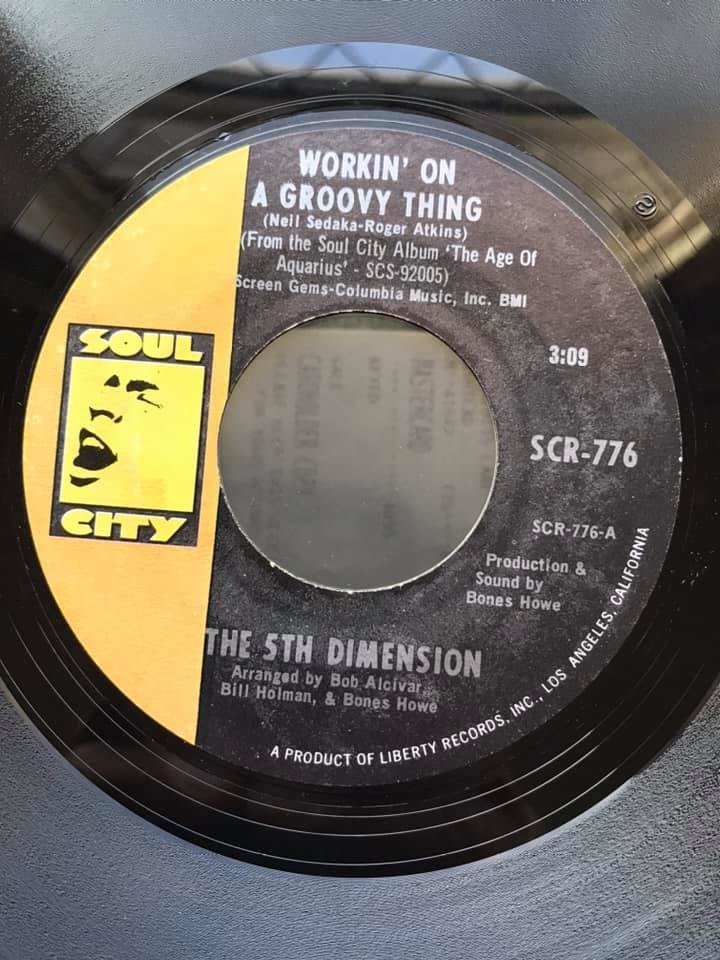 WORKIN' ON
A GROOVY THING
(Neil Sedaka-Roger Atkins)
(From the Soul City Album 'The Age Of
Aquarius' - SCS-92005)
Screen Gems-Columbia Music, Inc. BMI
3:09
SOUL
CITY
SCR-776
SCR-776-A
Production &
Sound by
Bones Howe
THE 5TH DIMENSION
Arranged by Bob Alcivar
Bill Holman, & Bones Howe
A PRODUCT OF LIBERTY RECORDS, INC., LOS ANGELES, CALIFORNIA